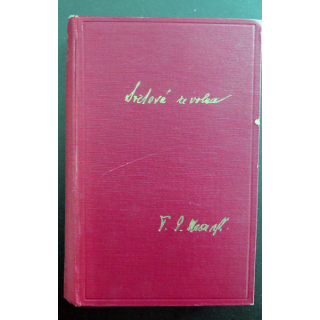 Světová revoluce
T. G. Masaryk.